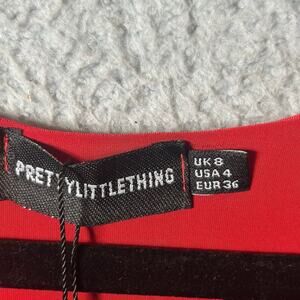 PRETTYLITTLETHING
UK 8
USA 4
EUR 36